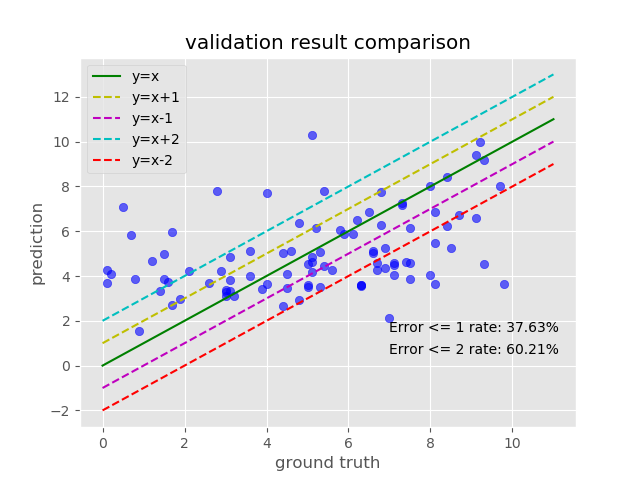 validation result comparison
y=x
y=x+1
y=x-1
y=x+2
y=x-2
12
10
8
6
4
2
0
−2
prediction
Error <= 1 rate: 37.63%
Error <= 2 rate: 60.21%
0 2 4 6 8 10
ground truth